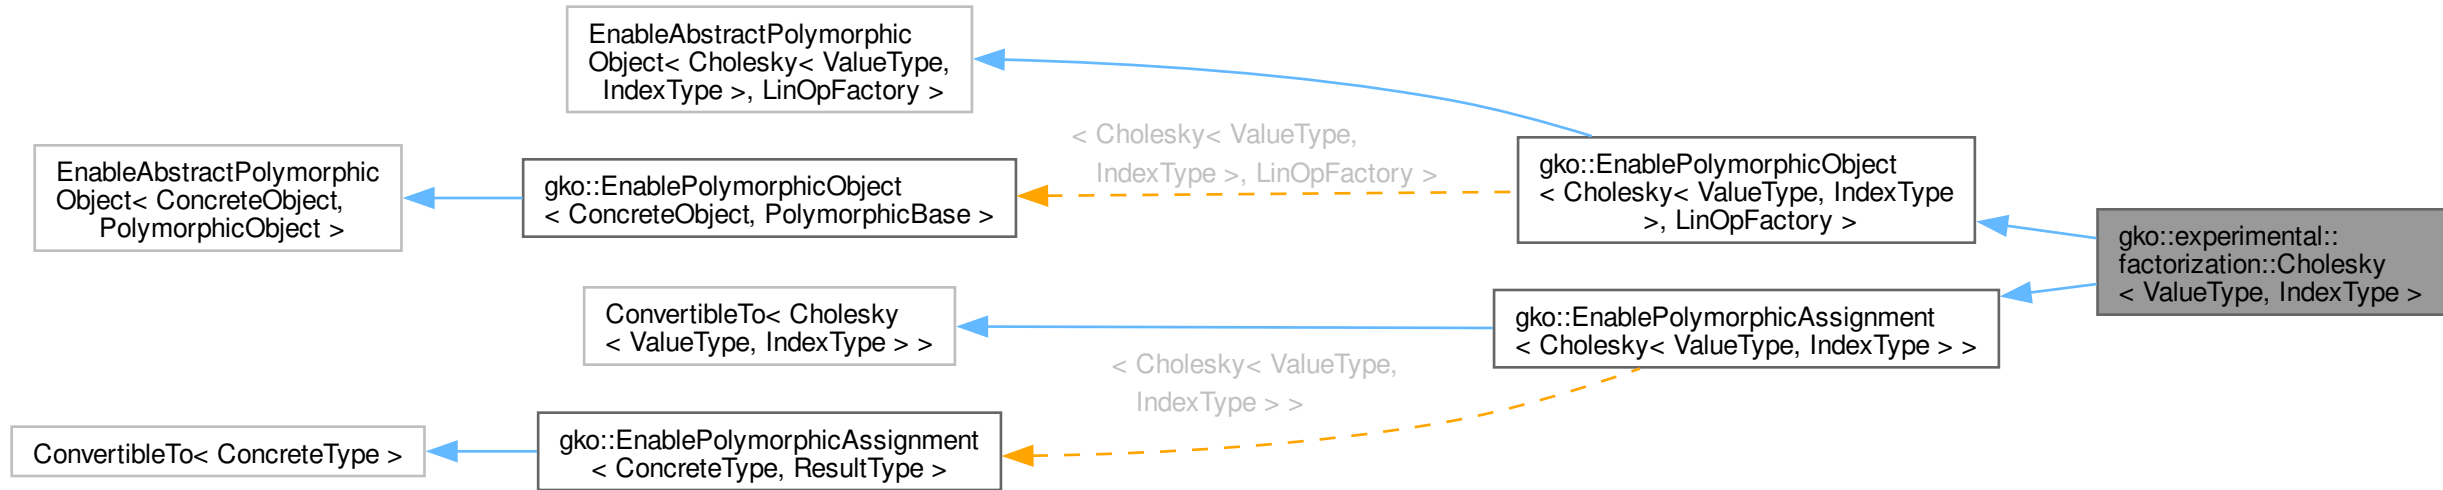 EnableAbstractPolymorphic
Object< Cholesky< ValueType,
IndexType >, LinOpFactory >
< Cholesky< ValueType,
IndexType >, LinOpFactory >
EnableAbstractPolymorphic
Object< ConcreteObject,
PolymorphicObject >
gko::EnablePolymorphicObject
< ConcreteObject, PolymorphicBase >
gko::EnablePolymorphicObject
< Cholesky< ValueType, IndexType
>, LinOpFactory >
gko::experimental::
factorization::Cholesky
< ValueType, IndexType >
ConvertibleTo< Cholesky
< ValueType, IndexType > >
gko::EnablePolymorphicAssignment
< Cholesky< ValueType, IndexType > >
< Cholesky< ValueType,
IndexType > >
ConvertibleTo< ConcreteType >
gko::EnablePolymorphicAssignment
< ConcreteType, ResultType >